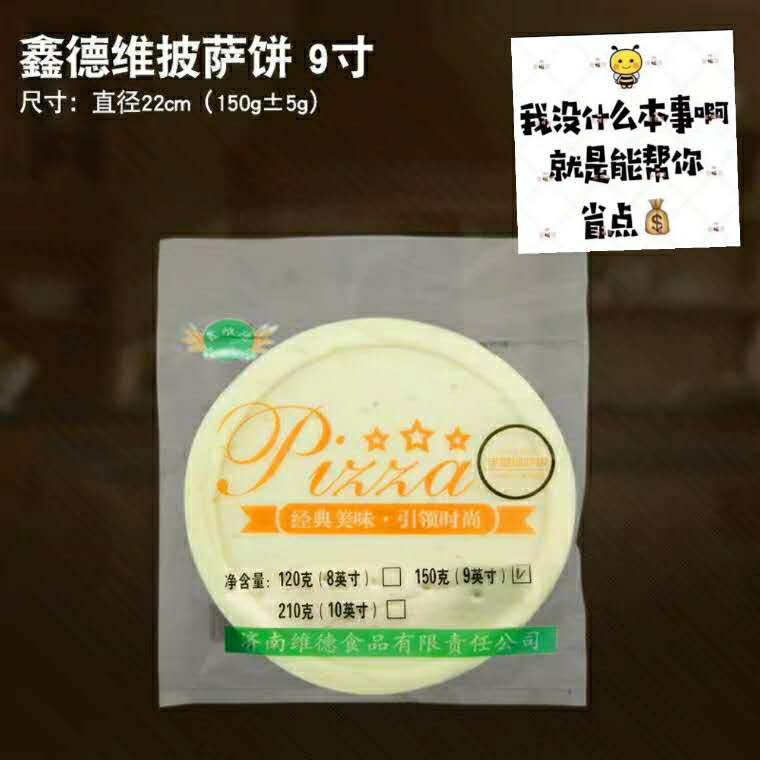 鑫德维披萨饼 9寸
尺寸：直径22cm（150g±5g）
我没什么本事啊
就是能帮你
省点
Pizza
经典美味·引领时尚
净含量：120克（8英寸） 150克（9英寸）
210克（10英寸）
济南维德食品有限责任公司